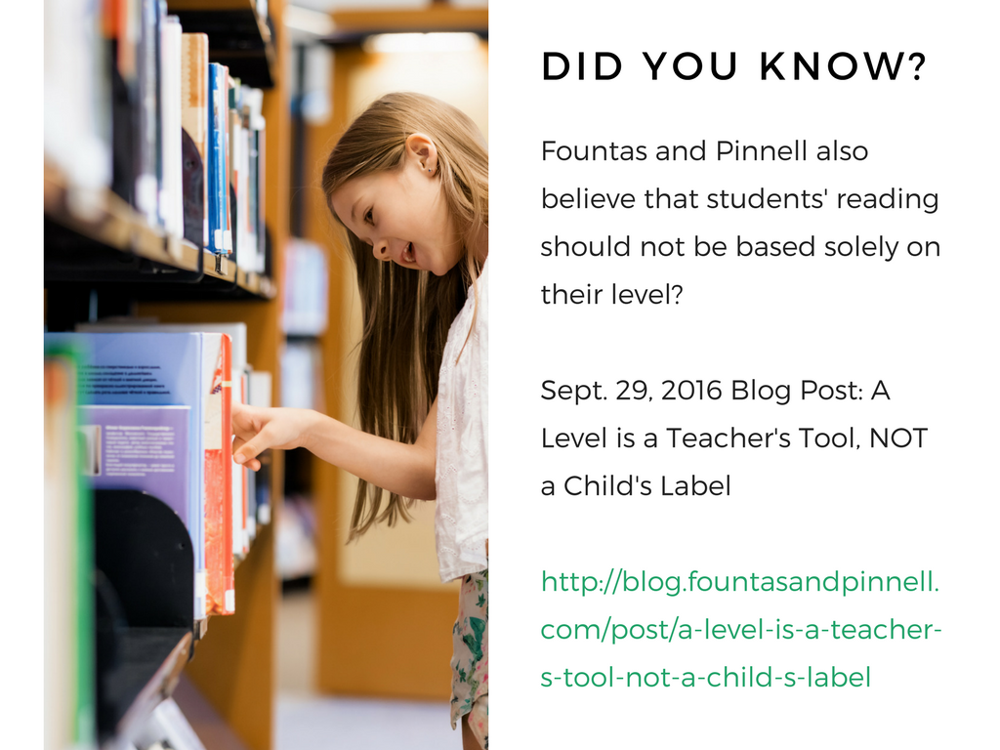 DID YOU KNOW?
Fountas and Pinnell also
believe that students' reading
should not be based solely on
their level?
Sept. 29, 2016 Blog Post: A
Level is a Teacher's Tool, NOT
a Child's Label
http://blog.fountasandpinnell.
com/post/a-level-is-a-teacher-
s-tool-not-a-child-s-label